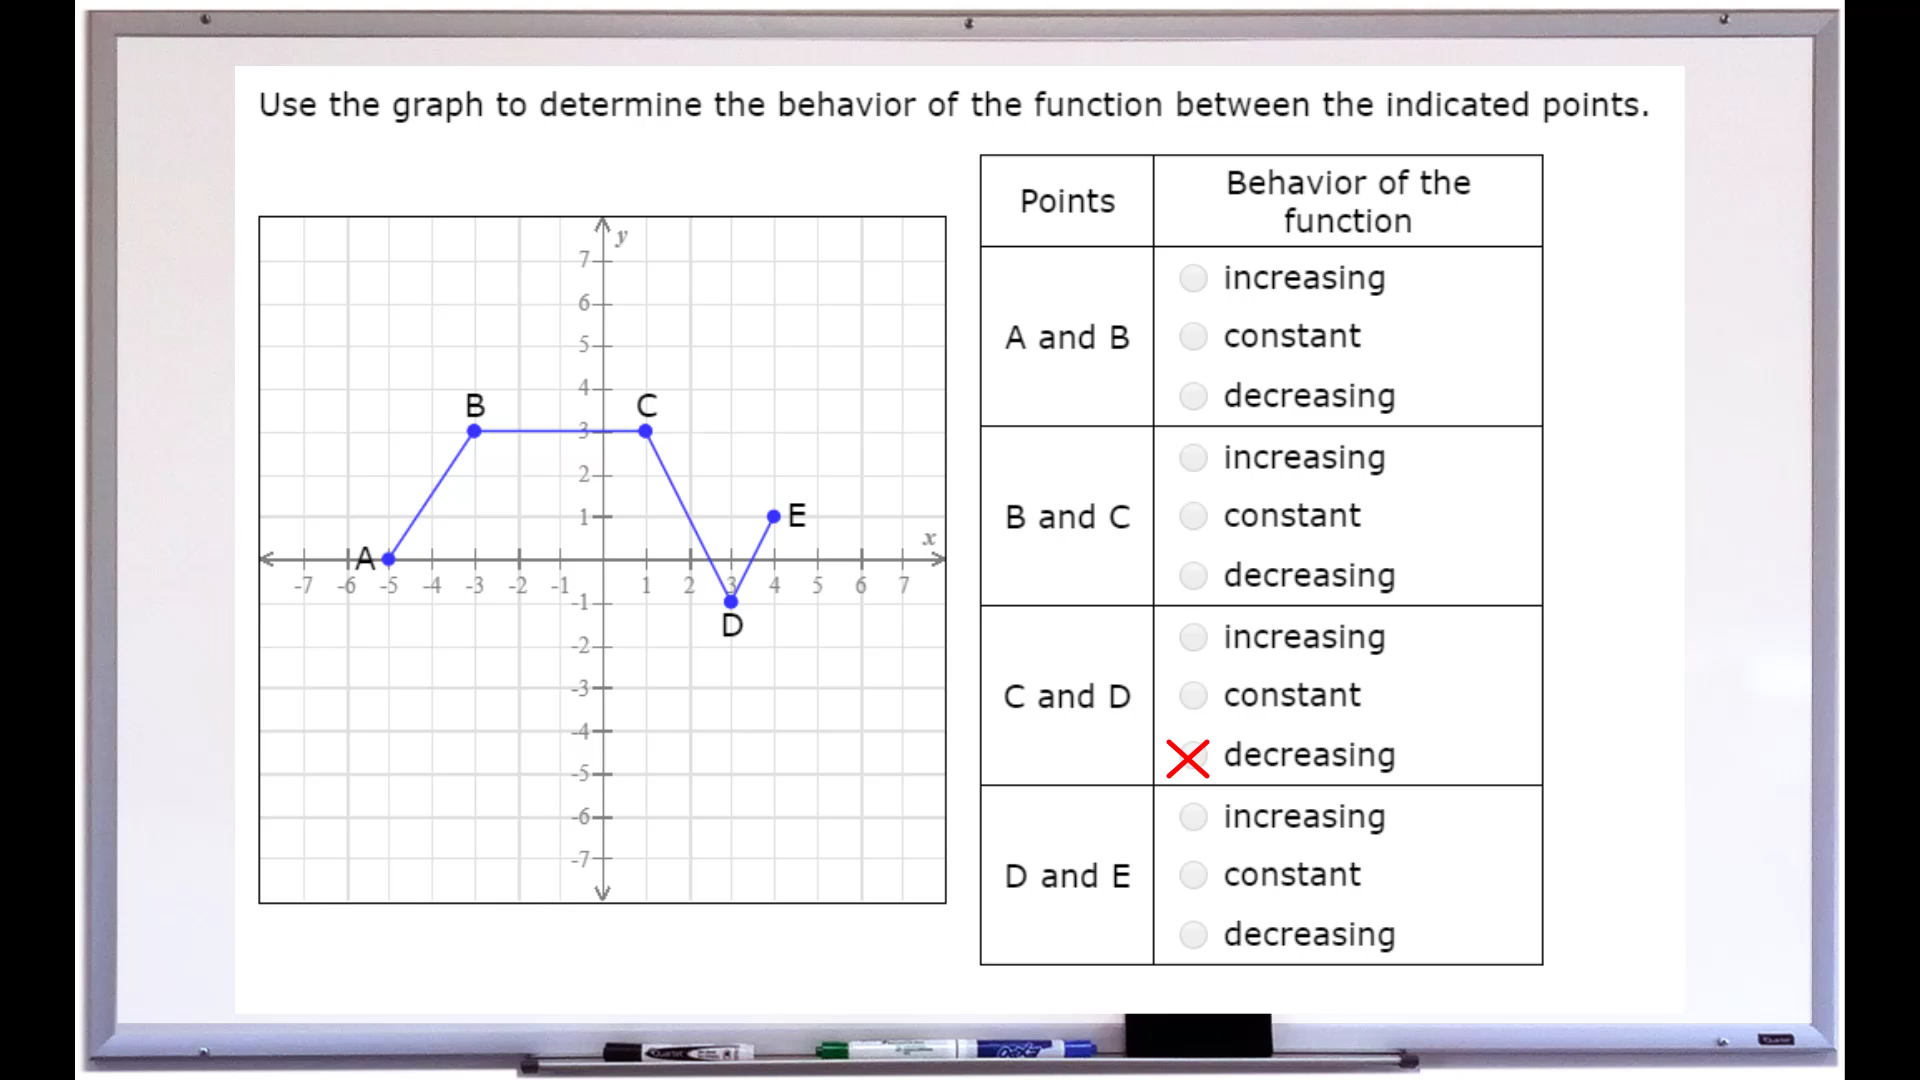 Use the graph to determine the behavior of the function between the indicated points.
y
7
6
5
4
3
2
1
B
C
A
E
x
-7 -6 -5 -4 -3 -2 -1 1 2 3 4 5 6 7
-1
D
-2
-3
-4
-5
-6
-7
Points
Behavior of the
function
A and B
increasing
constant
decreasing
B and C
increasing
constant
decreasing
C and D
increasing
constant
decreasing
D and E
increasing
constant
decreasing
Quartet